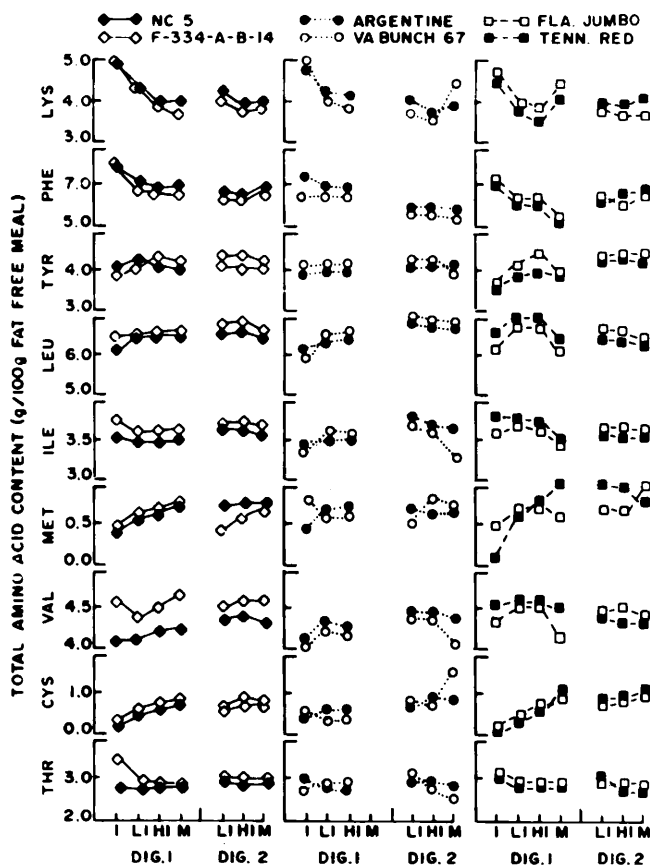 NC 5
F-334-A-B-14
ARGENTINE
VA BUNCH 67
FLA. JUMBO
TENN. RED
TOTAL AMINO ACID CONTENT (g/100g FAT FREE MEAL)
LYS
5.0
4.0
3.0
PHE
7.0
5.0
TYR
4.0
3.0
LEU
6.0
5.0
ILE
3.5
3.0
MET
0.5
0.0
VAL
4.5
4.0
CYS
1.0
0.0
THR
3.0
2.0
I LI HI M LI HI M I LI HI M LI HI M I LI HI M LI HI M
DIG.1 DIG.2 DIG.1 DIG.2 DIG.1 DIG.2